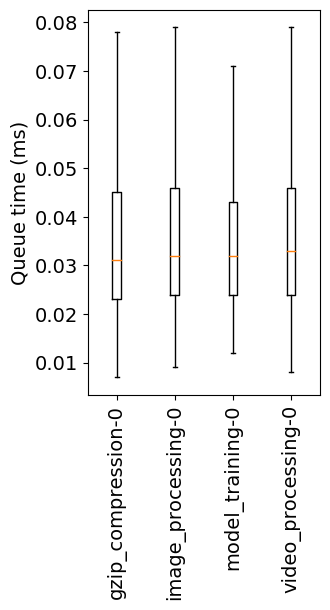 Queue time (ms)
0.08
0.07
0.06
0.05
0.04
0.03
0.02
0.01
gzip_compression-0
image_processing-0
model_training-0
video_processing-0